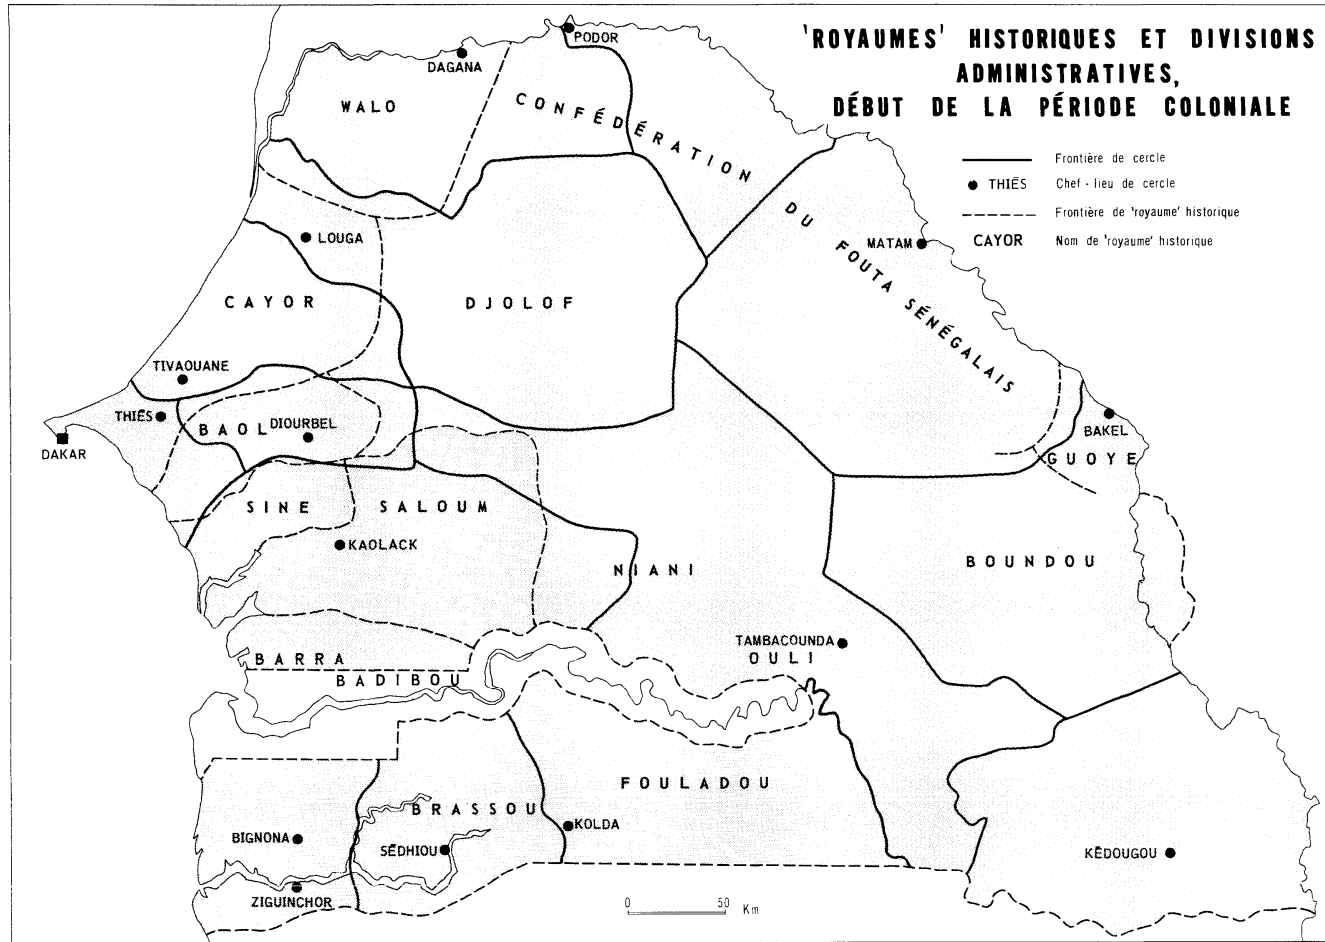 'ROYAUMES' HISTORIQUES ET DIVISIONS
ADMINISTRATIVES,
DÉBUT DE LA PÉRIODE COLONIALE
Frontière de cercle
THIÈS Chef-lieu de cercle
Frontière de 'royaume' historique
CAYOR Nom de 'royaume' historique
PODOR
DAGANA
WALO
CONFÉDÉRATION DU FOUTA SÉNÉGALAIS
MATAM
LOUGA
CAYOR
DJOLOF
TIVAOUANE
THIÈS
BAOL
DIOURBEL
DAKAR
BAKEL
GUOYE
SINE
SALOUM
KAOLACK
NIANI
BOUNDOU
TAMBACOUNDA
OULI
BARRA
BADIBOU
FOULADOU
BRASSOU
KOLDA
BIGNONA
SÉDHIOU
KÉDOUGOU
ZIGUINCHOR
0 50 Km